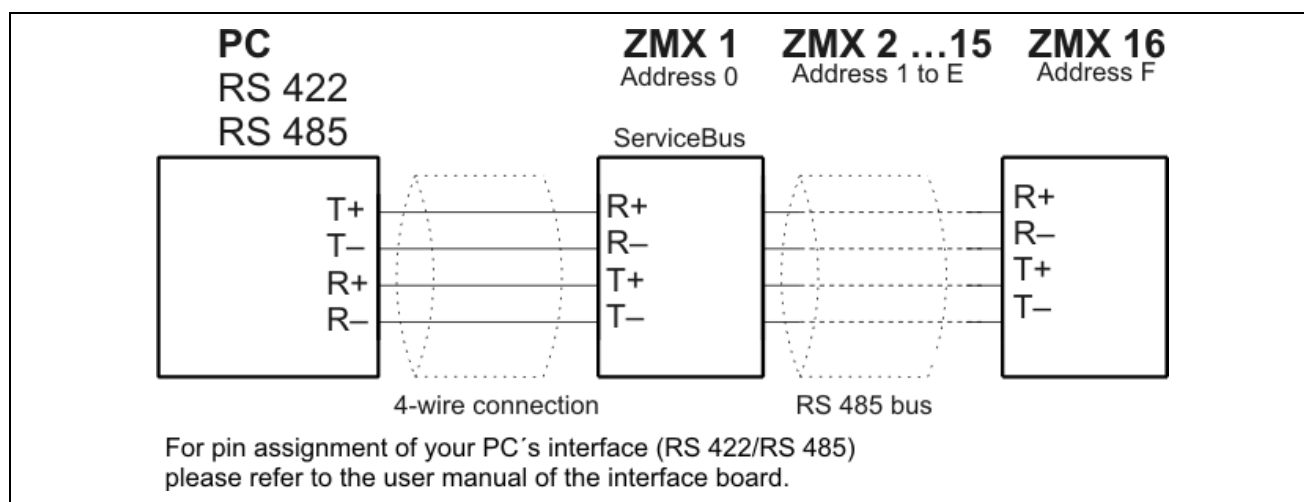 PC
RS 422
RS 485
ZMX 1
Address 0
ZMX 2 …15
Address 1 to E
ZMX 16
Address F
ServiceBus
T+
T–
R+
R–
R+
R–
T+
T–
R+
R–
T+
T–
4-wire connection
RS 485 bus
For pin assignment of your PC´s interface (RS 422/RS 485)
please refer to the user manual of the interface board.